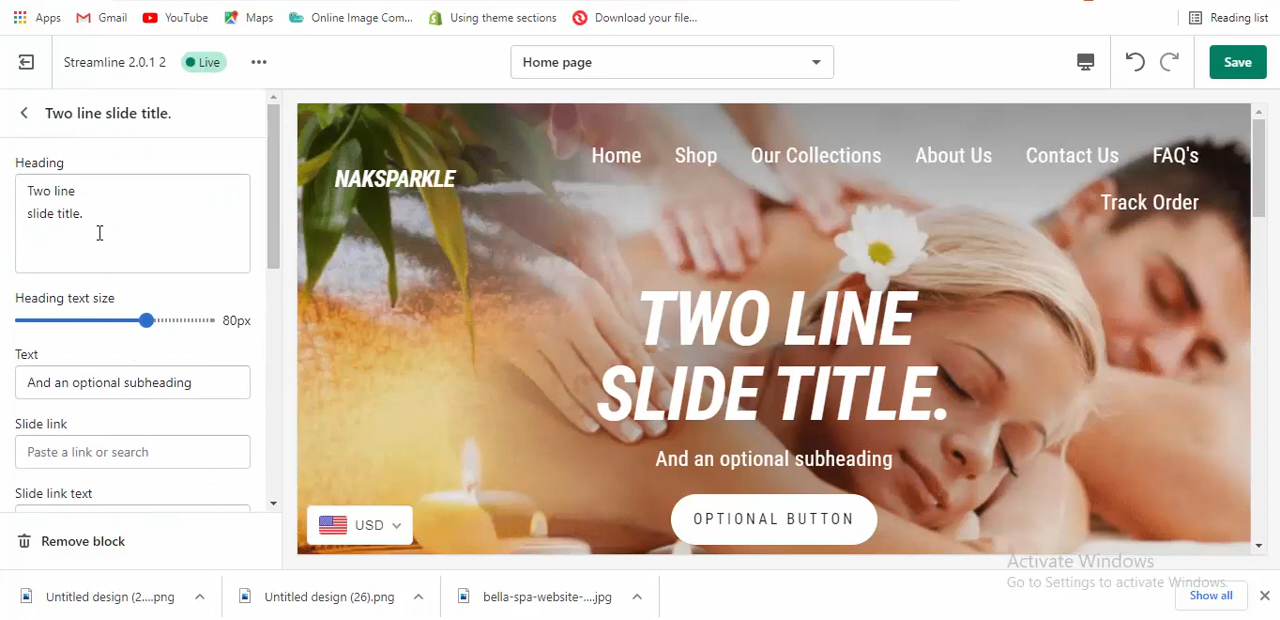 Apps Gmail YouTube Maps Online Image Com... Using theme sections Download your file... Reading list
Streamline 2.0.1 2 Live Home page Save
Two line slide title.
Heading
Two line
slide title.
Heading text size
80px
Text
And an optional subheading
Slide link
Paste a link or search
Slide link text
Remove block
NAKSPARKLE
Home Shop Our Collections About Us Contact Us FAQ's
Track Order
TWO LINE
SLIDE TITLE.
And an optional subheading
OPTIONAL BUTTON
USD
Activate Windows
Go to Settings to activate Windows.
Untitled design (2....png Untitled design (26).png bella-spa-website-....jpg Show all